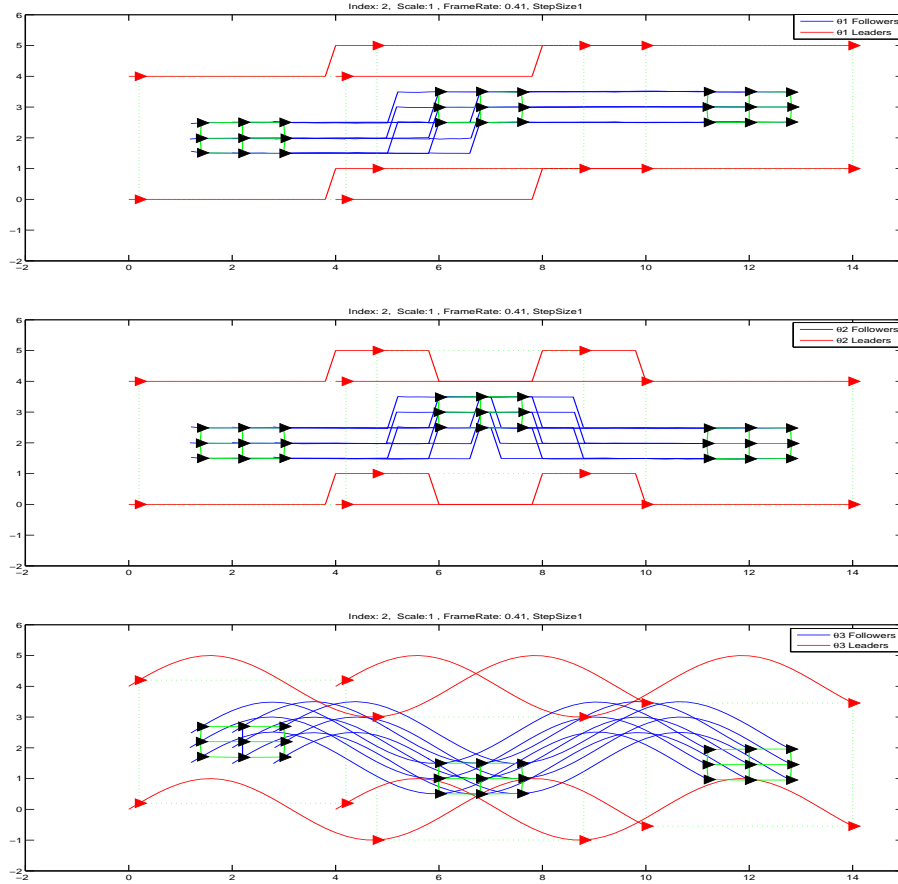 Index: 2, Scale:1 , FrameRate: 0.41, StepSize1
θ1 Followers
θ1 Leaders
6
5
4
3
2
1
0
−1
−2
−2 0 2 4 6 8 10 12 14
Index: 2, Scale:1 , FrameRate: 0.41, StepSize1
θ2 Followers
θ2 Leaders
6
5
4
3
2
1
0
−1
−2
−2 0 2 4 6 8 10 12 14
Index: 2, Scale:1 , FrameRate: 0.41, StepSize1
θ3 Followers
θ3 Leaders
6
5
4
3
2
1
0
−1
−2
−2 0 2 4 6 8 10 12 14